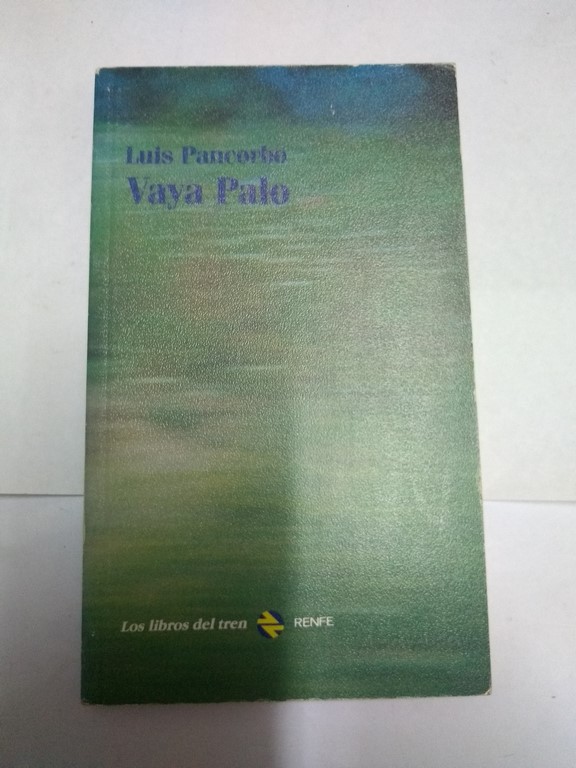 Luis Pancorbo
Vaya Palo
Los libros del tren RENFE